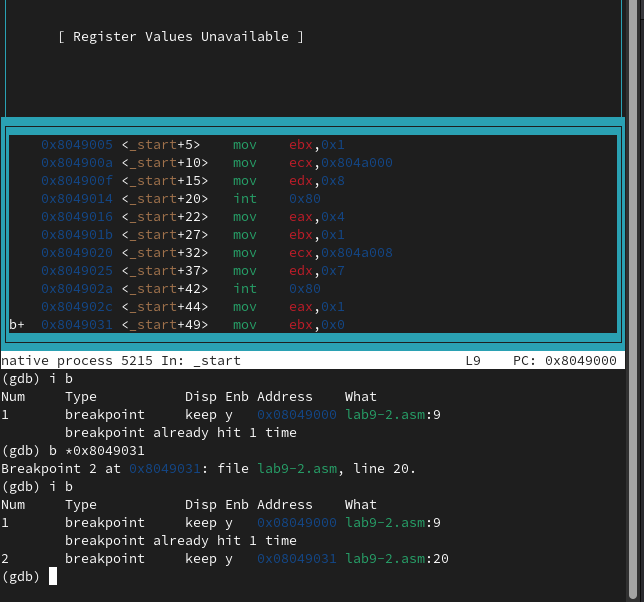 [ Register Values Unavailable ]
0x8049005 <_start+5>    mov    ebx,0x1
0x804900a <_start+10>   mov    ecx,0x804a000
0x804900f <_start+15>   mov    edx,0x8
0x8049014 <_start+20>   int    0x80
0x8049016 <_start+22>   mov    eax,0x4
0x804901b <_start+27>   mov    ebx,0x1
0x8049020 <_start+32>   mov    ecx,0x804a008
0x8049025 <_start+37>   mov    edx,0x7
0x804902a <_start+42>   int    0x80
0x804902c <_start+44>   mov    eax,0x1
b+  0x8049031 <_start+49>   mov    ebx,0x0
native process 5215 In: _start                            L9    PC: 0x8049000
(gdb) i b
Num     Type           Disp Enb Address    What
1       breakpoint     keep y   0x08049000 lab9-2.asm:9
        breakpoint already hit 1 time
(gdb) b *0x8049031
Breakpoint 2 at 0x8049031: file lab9-2.asm, line 20.
(gdb) i b
Num     Type           Disp Enb Address    What
1       breakpoint     keep y   0x08049000 lab9-2.asm:9
        breakpoint already hit 1 time
2       breakpoint     keep y   0x08049031 lab9-2.asm:20
(gdb)